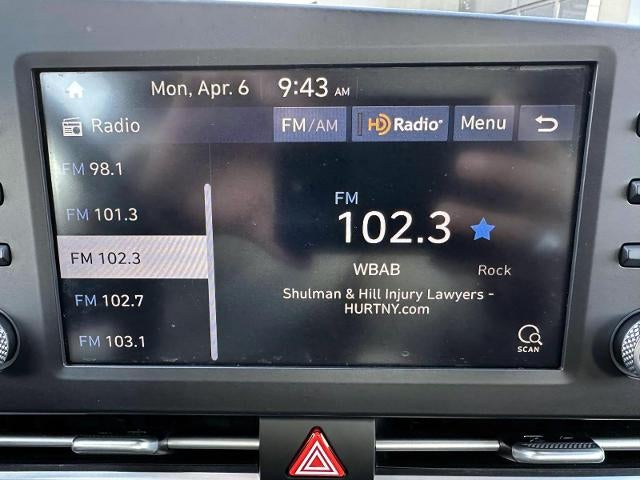 Mon, Apr. 6 9:43 AM
Radio FM/AM HD Radio Menu
FM 98.1
FM 101.3
FM 102.3
FM 102.7
FM 103.1
FM
102.3
WBAB Rock
Shulman & Hill Injury Lawyers -
HURTNY.com
SCAN